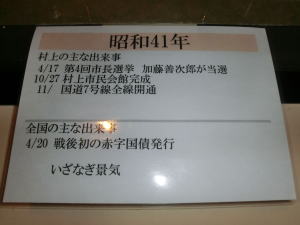 昭和41年
村上の主な出来事
4/17 第4回市長選挙 加藤善次郎が当選
10/27 村上市民会館完成
11/ 国道7号線全線開通
全国の主な出来事
4/20 戦後初の赤字国債発行
いざなぎ景気